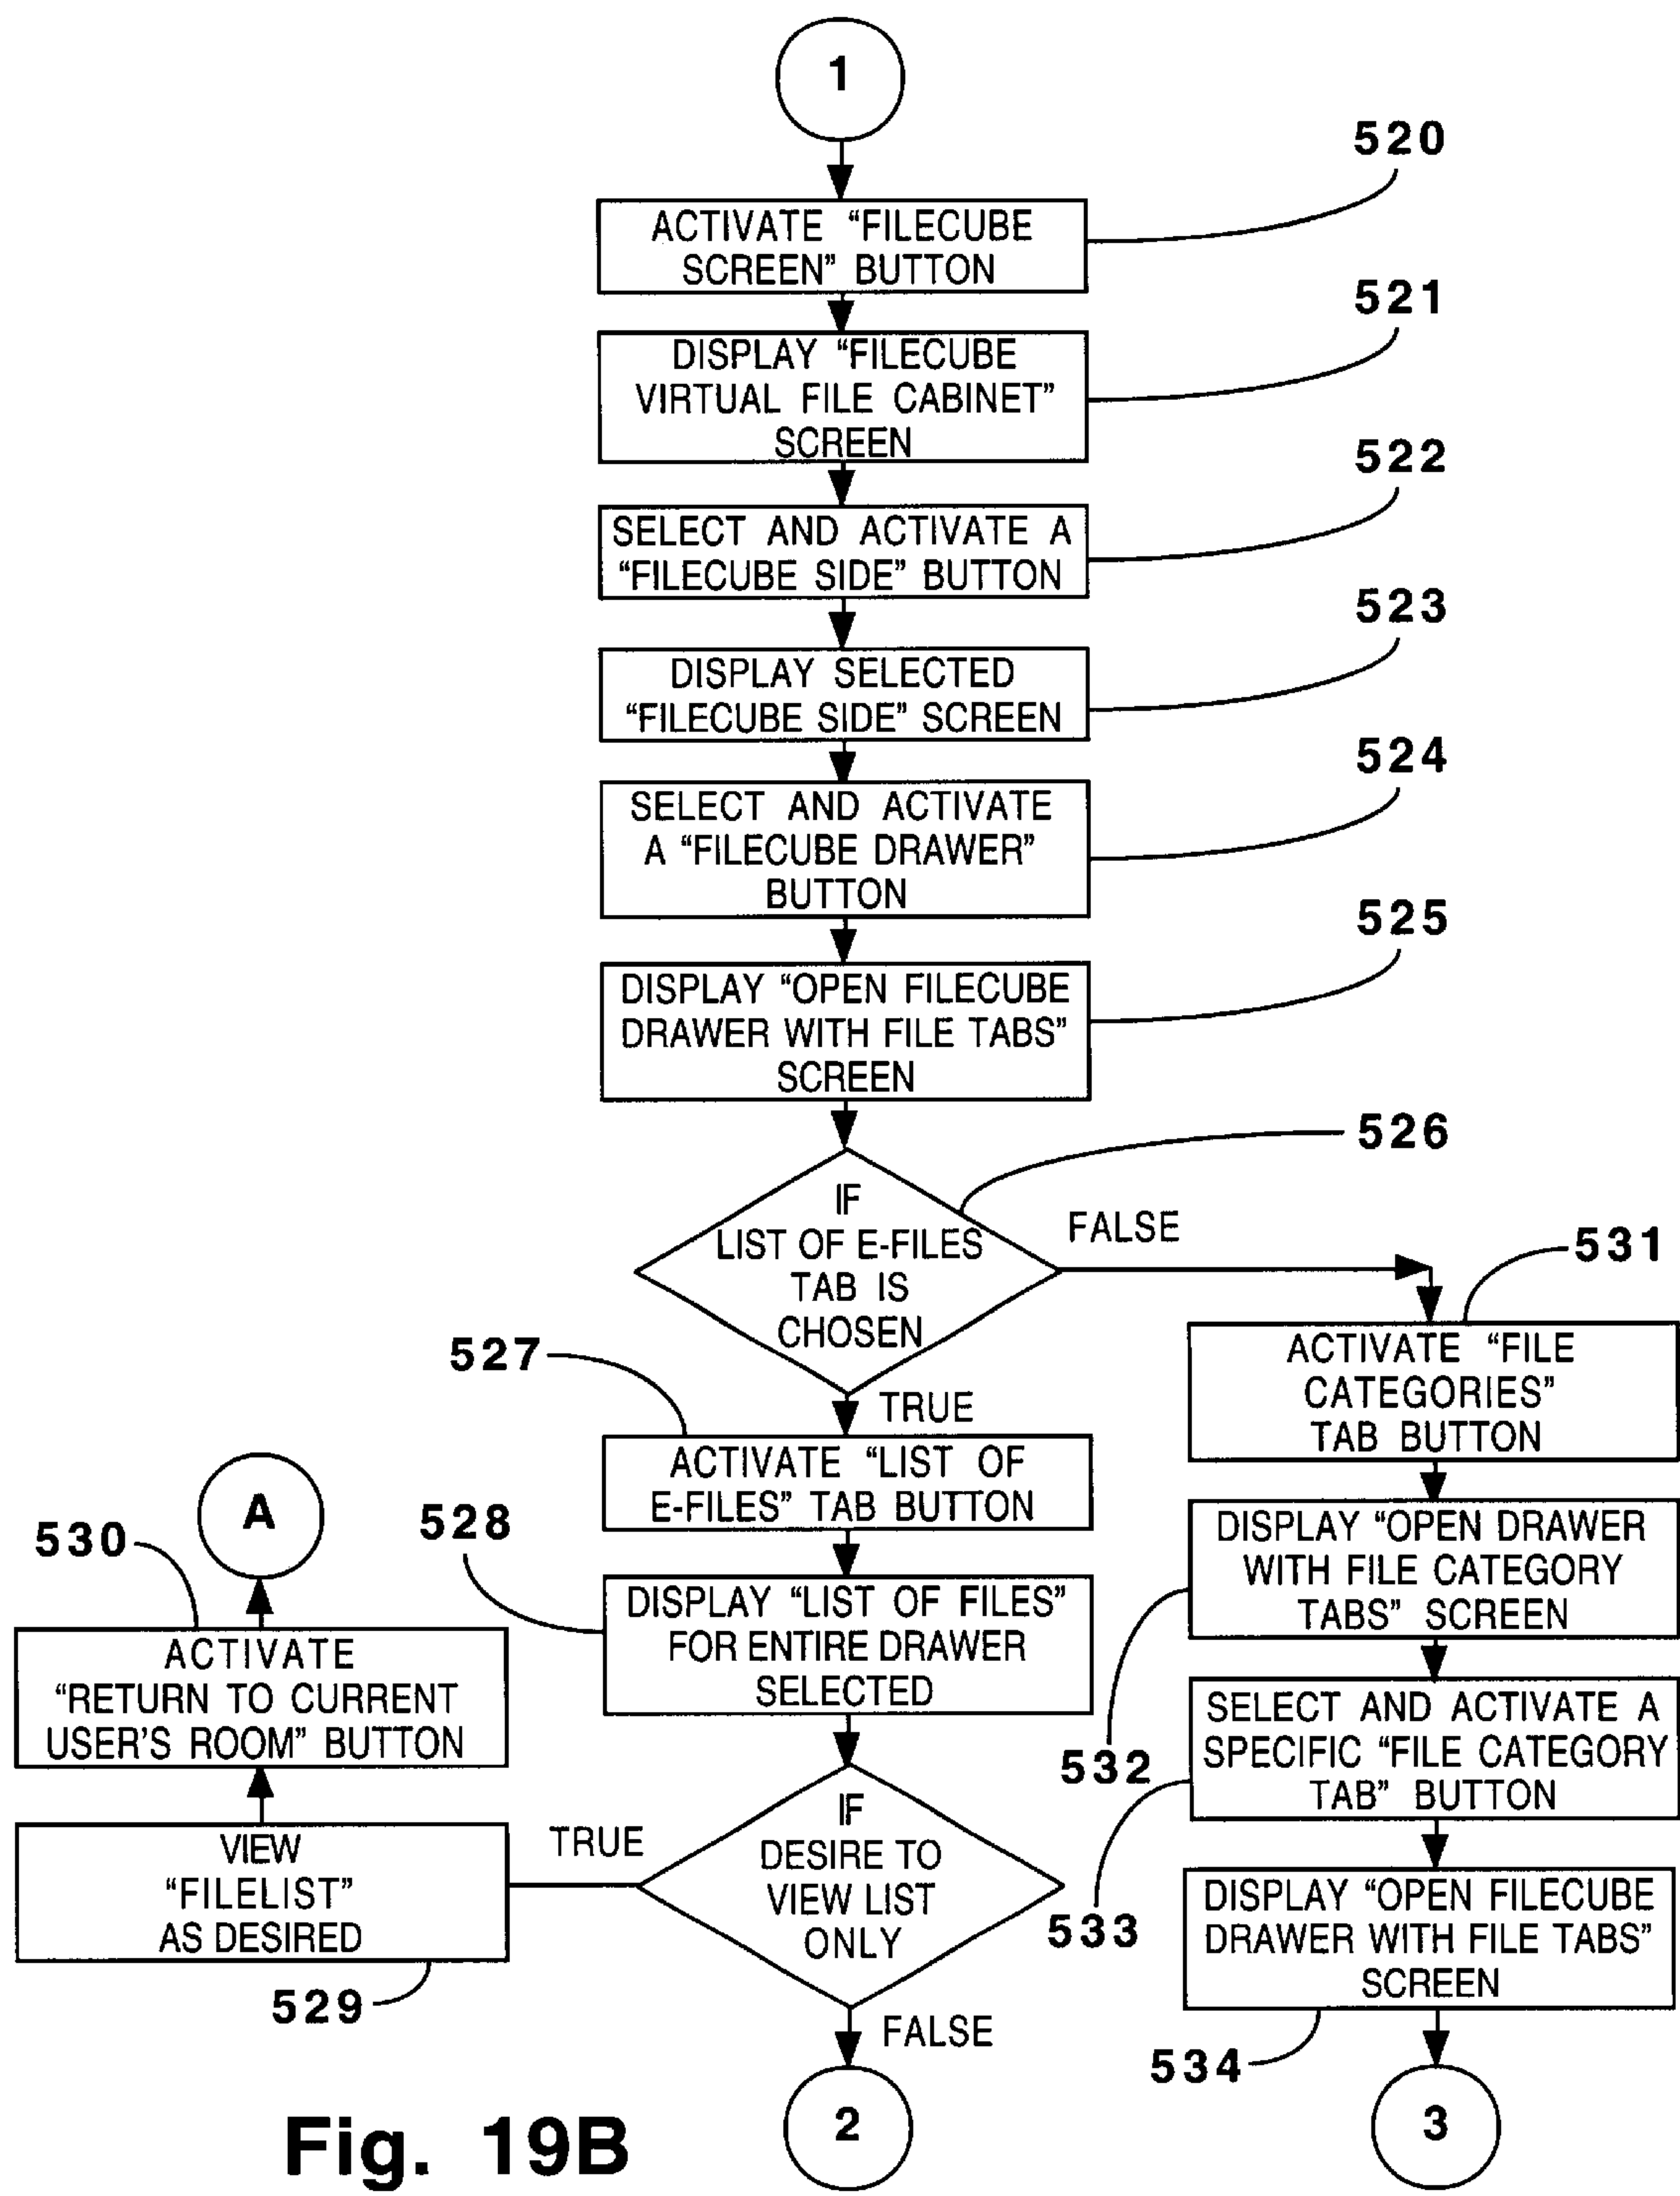 1
520
ACTIVATE “FILECUBE
SCREEN” BUTTON
521
DISPLAY “FILECUBE
VIRTUAL FILE CABINET”
SCREEN
522
SELECT AND ACTIVATE A
“FILECUBE SIDE” BUTTON
523
DISPLAY SELECTED
“FILECUBE SIDE” SCREEN
524
SELECT AND ACTIVATE
A “FILECUBE DRAWER”
BUTTON
525
DISPLAY “OPEN FILECUBE
DRAWER WITH FILE TABS”
SCREEN
526
IF
LIST OF E-FILES
TAB IS
CHOSEN
FALSE
TRUE
527
ACTIVATE “LIST OF
E-FILES” TAB BUTTON
528
DISPLAY “LIST OF FILES”
FOR ENTIRE DRAWER
SELECTED
IF
DESIRE TO
VIEW LIST
ONLY
TRUE
FALSE
2
VIEW
“FILELIST”
AS DESIRED
529
530
ACTIVATE
“RETURN TO CURRENT
USER'S ROOM” BUTTON
A
531
ACTIVATE “FILE
CATEGORIES”
TAB BUTTON
DISPLAY “OPEN DRAWER
WITH FILE CATEGORY
TABS” SCREEN
532
SELECT AND ACTIVATE A
SPECIFIC “FILE CATEGORY
TAB” BUTTON
533
DISPLAY “OPEN FILECUBE
DRAWER WITH FILE TABS”
SCREEN
534
3
Fig. 19B